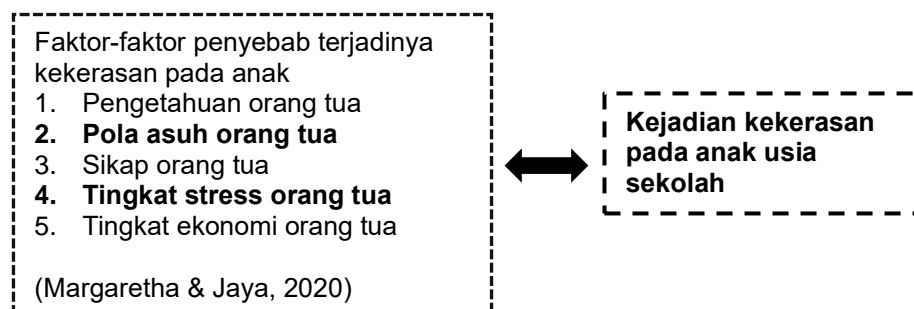 Faktor-faktor penyebab terjadinya
kekerasan pada anak
1. Pengetahuan orang tua
2. Pola asuh orang tua
3. Sikap orang tua
4. Tingkat stress orang tua
5. Tingkat ekonomi orang tua
(Margaretha & Jaya, 2020)
Kejadian kekerasan
pada anak usia
sekolah